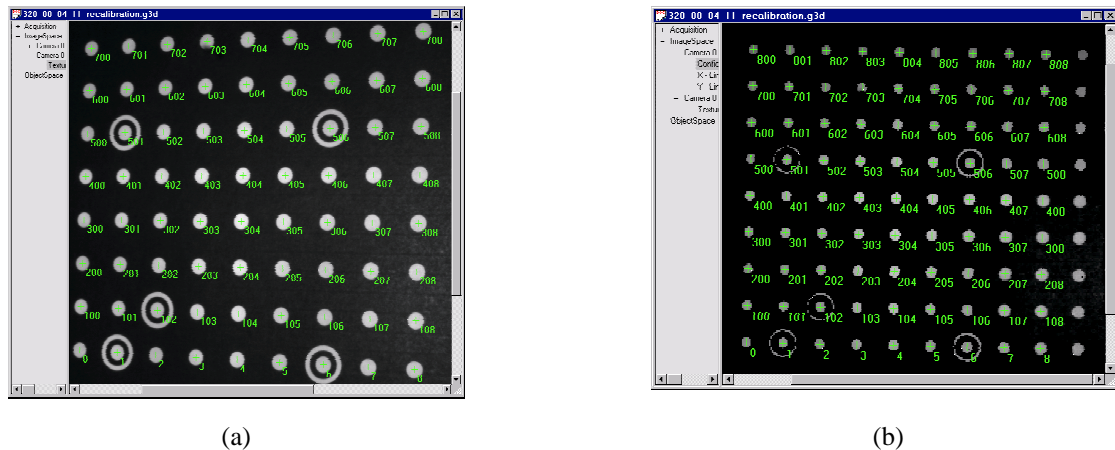 320 00 04 11 recalibration.g3d
+ Acquisition
- ImageSpace
+ Camera 0
Camera 0
Textu
ObjectSpace
700 701 702 703 704 705 706 707 708
600 601 602 603 604 605 606 607 608
500 501 502 503 504 505 506 507 508
400 401 402 403 404 405 406 407 408
300 301 302 303 304 305 306 307 308
200 201 202 203 204 205 206 207 208
100 101 102 103 104 105 106 107 108
0 1 2 3 4 5 6 7 8
(a)
320 00 04 11 recalibration.g3d
+ Acquisition
- ImageSpace
Camera 0
Config
X - Lin
Y - Lin
- Camera 0
Textur
ObjectSpace
800 801 802 803 804 805 806 807 808
700 701 702 703 704 705 706 707 708
600 601 602 603 604 605 606 607 608
500 501 502 503 504 505 506 507 508
400 401 402 403 404 405 406 407 408
300 301 302 303 304 305 306 307 308
200 201 202 203 204 205 206 207 208
100 101 102 103 104 105 106 107 108
0 1 2 3 4 5 6 7 8
(b)